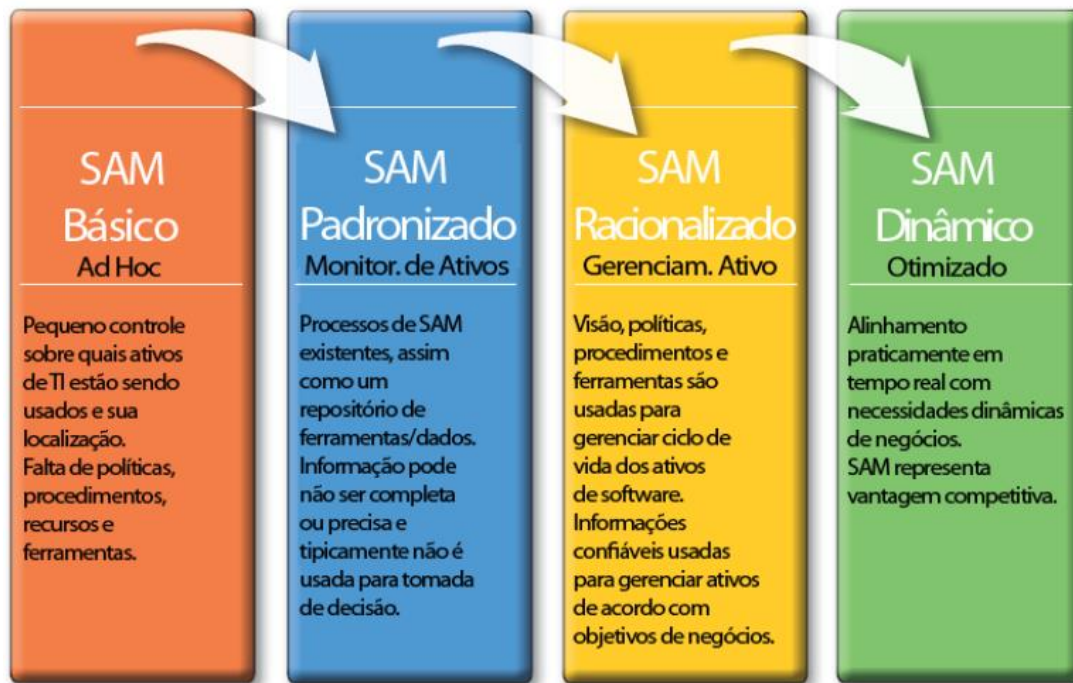 SAM
Básico
Ad Hoc
Pequeno controle
sobre quais ativos
de TI estão sendo
usados e sua
localização.
Falta de políticas,
procedimentos,
recursos e
ferramentas.
SAM
Padronizado
Monitor. de Ativos
Processos de SAM
existentes, assim
como um
repositório de
ferramentas/dados.
Informação pode
não ser completa
ou precisa e
tipicamente não é
usada para tomada
de decisão.
SAM
Racionalizado
Gerenciam. Ativo
Visão, políticas,
procedimentos e
ferramentas são
usadas para
gerenciar ciclo de
vida dos ativos
de software.
Informações
confiáveis usadas
para gerenciar ativos
de acordo com
objetivos de negócios.
SAM
Dinâmico
Otimizado
Alinhamento
praticamente em
tempo real com
necessidades dinâmicas
de negócios.
SAM representa
vantagem competitiva.